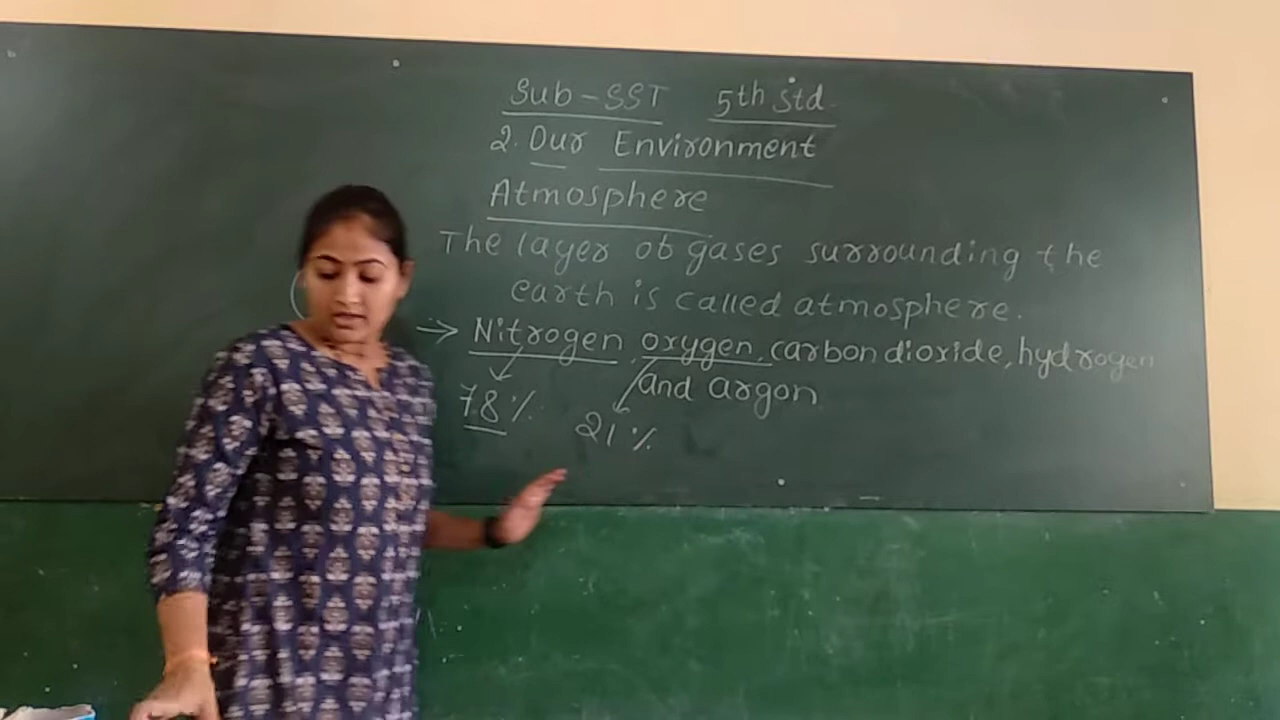 Sub-SST 5th std.
2. Our Environment
Atmosphere
The layer of gases surrounding the
earth is called atmosphere.
→ Nitrogen, oxygen, carbon dioxide, hydrogen
and argon
78%
21%